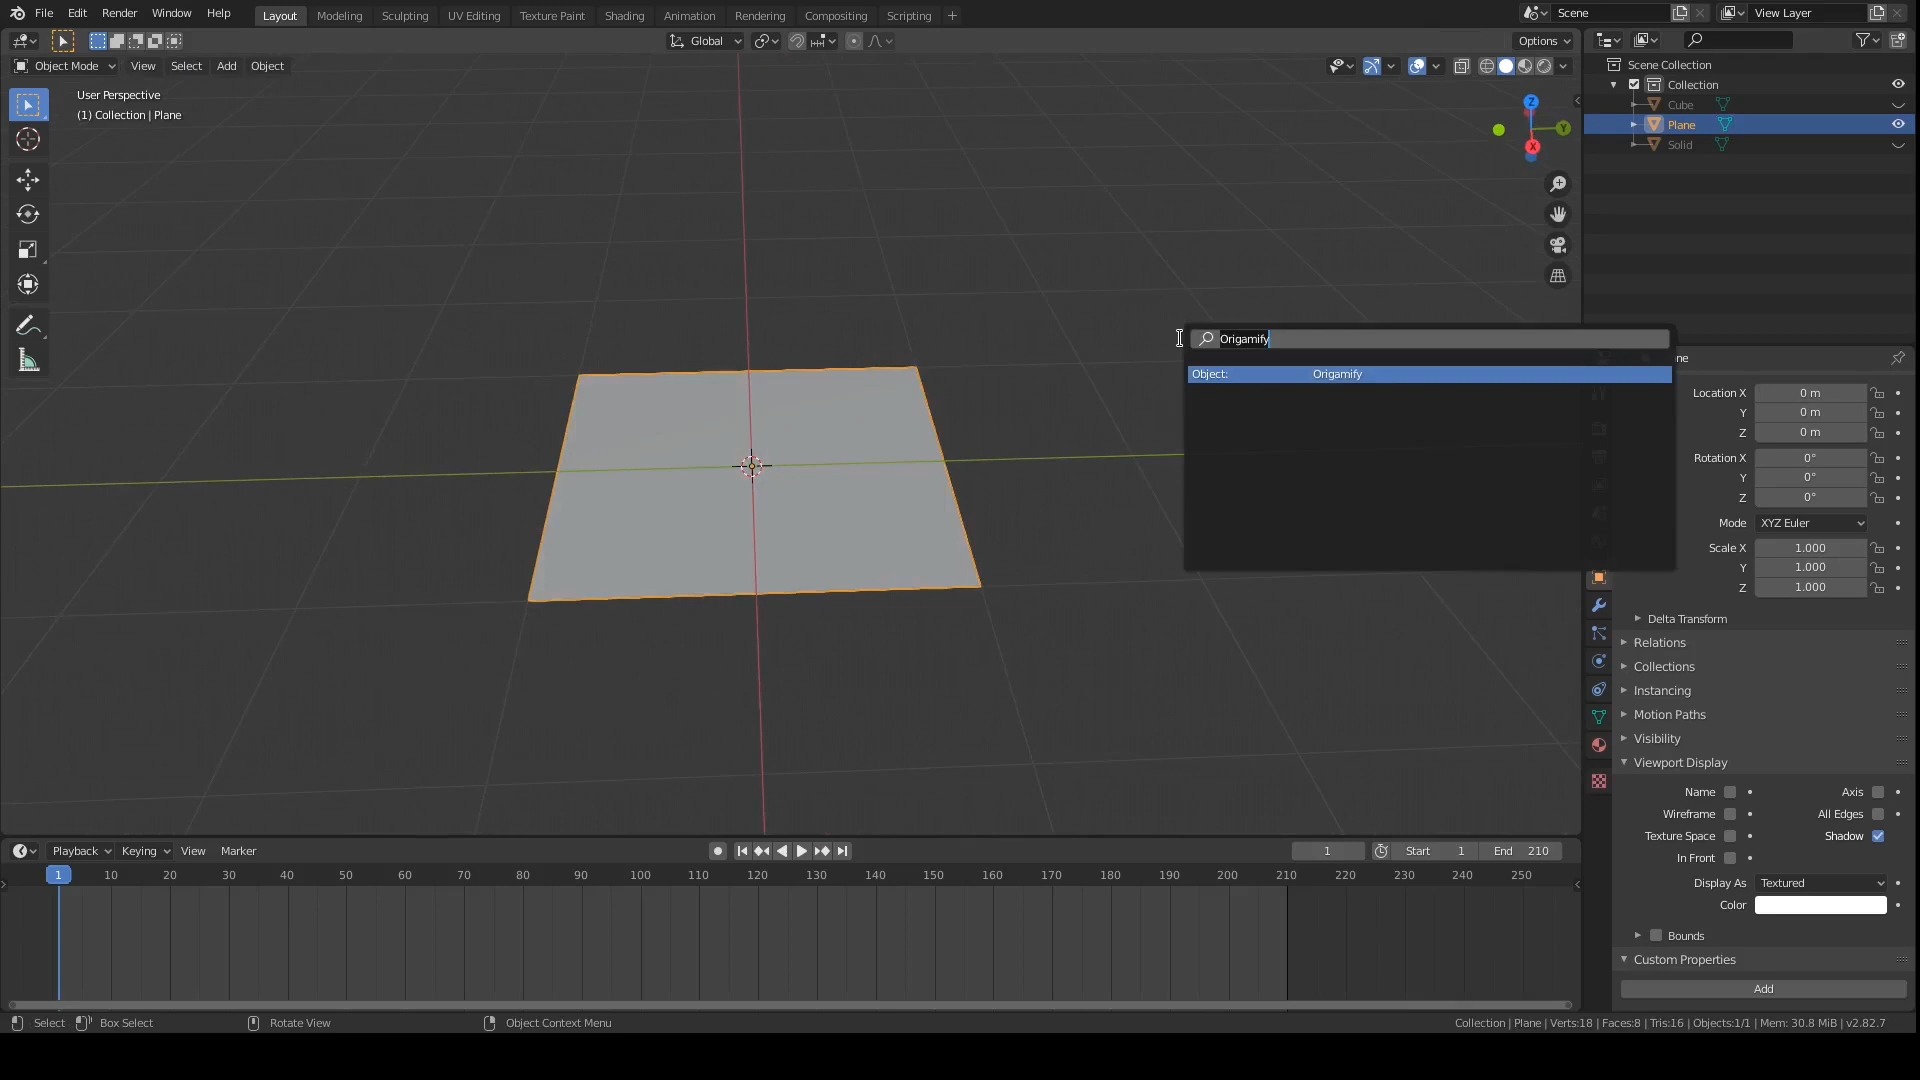 File Edit Render Window Help Layout Modeling Sculpting UV Editing Texture Paint Shading Animation Rendering Compositing Scripting + Scene View Layer
Global Options
Object Mode View Select Add Object
User Perspective
(1) Collection | Plane
Z
Y
X
Scene Collection
Collection
Cube
Plane
Solid
Origamify
Object: Origamify
ne
Location X 0 m
Y 0 m
Z 0 m
Rotation X 0°
Y 0°
Z 0°
Mode XYZ Euler
Scale X 1.000
Y 1.000
Z 1.000
Delta Transform
Relations
Collections
Instancing
Motion Paths
Visibility
Viewport Display
Name Axis
Wireframe All Edges
Texture Space Shadow
In Front
Display As Textured
Color
Bounds
Custom Properties
Add
Playback Keying View Marker 1 Start 1 End 210
1 10 20 30 40 50 60 70 80 90 100 110 120 130 140 150 160 170 180 190 200 210 220 230 240 250
Select Box Select Rotate View Object Context Menu Collection | Plane | Verts:18 | Faces:8 | Tris:16 | Objects:1/1 | Mem: 30.8 MiB | v2.82.7